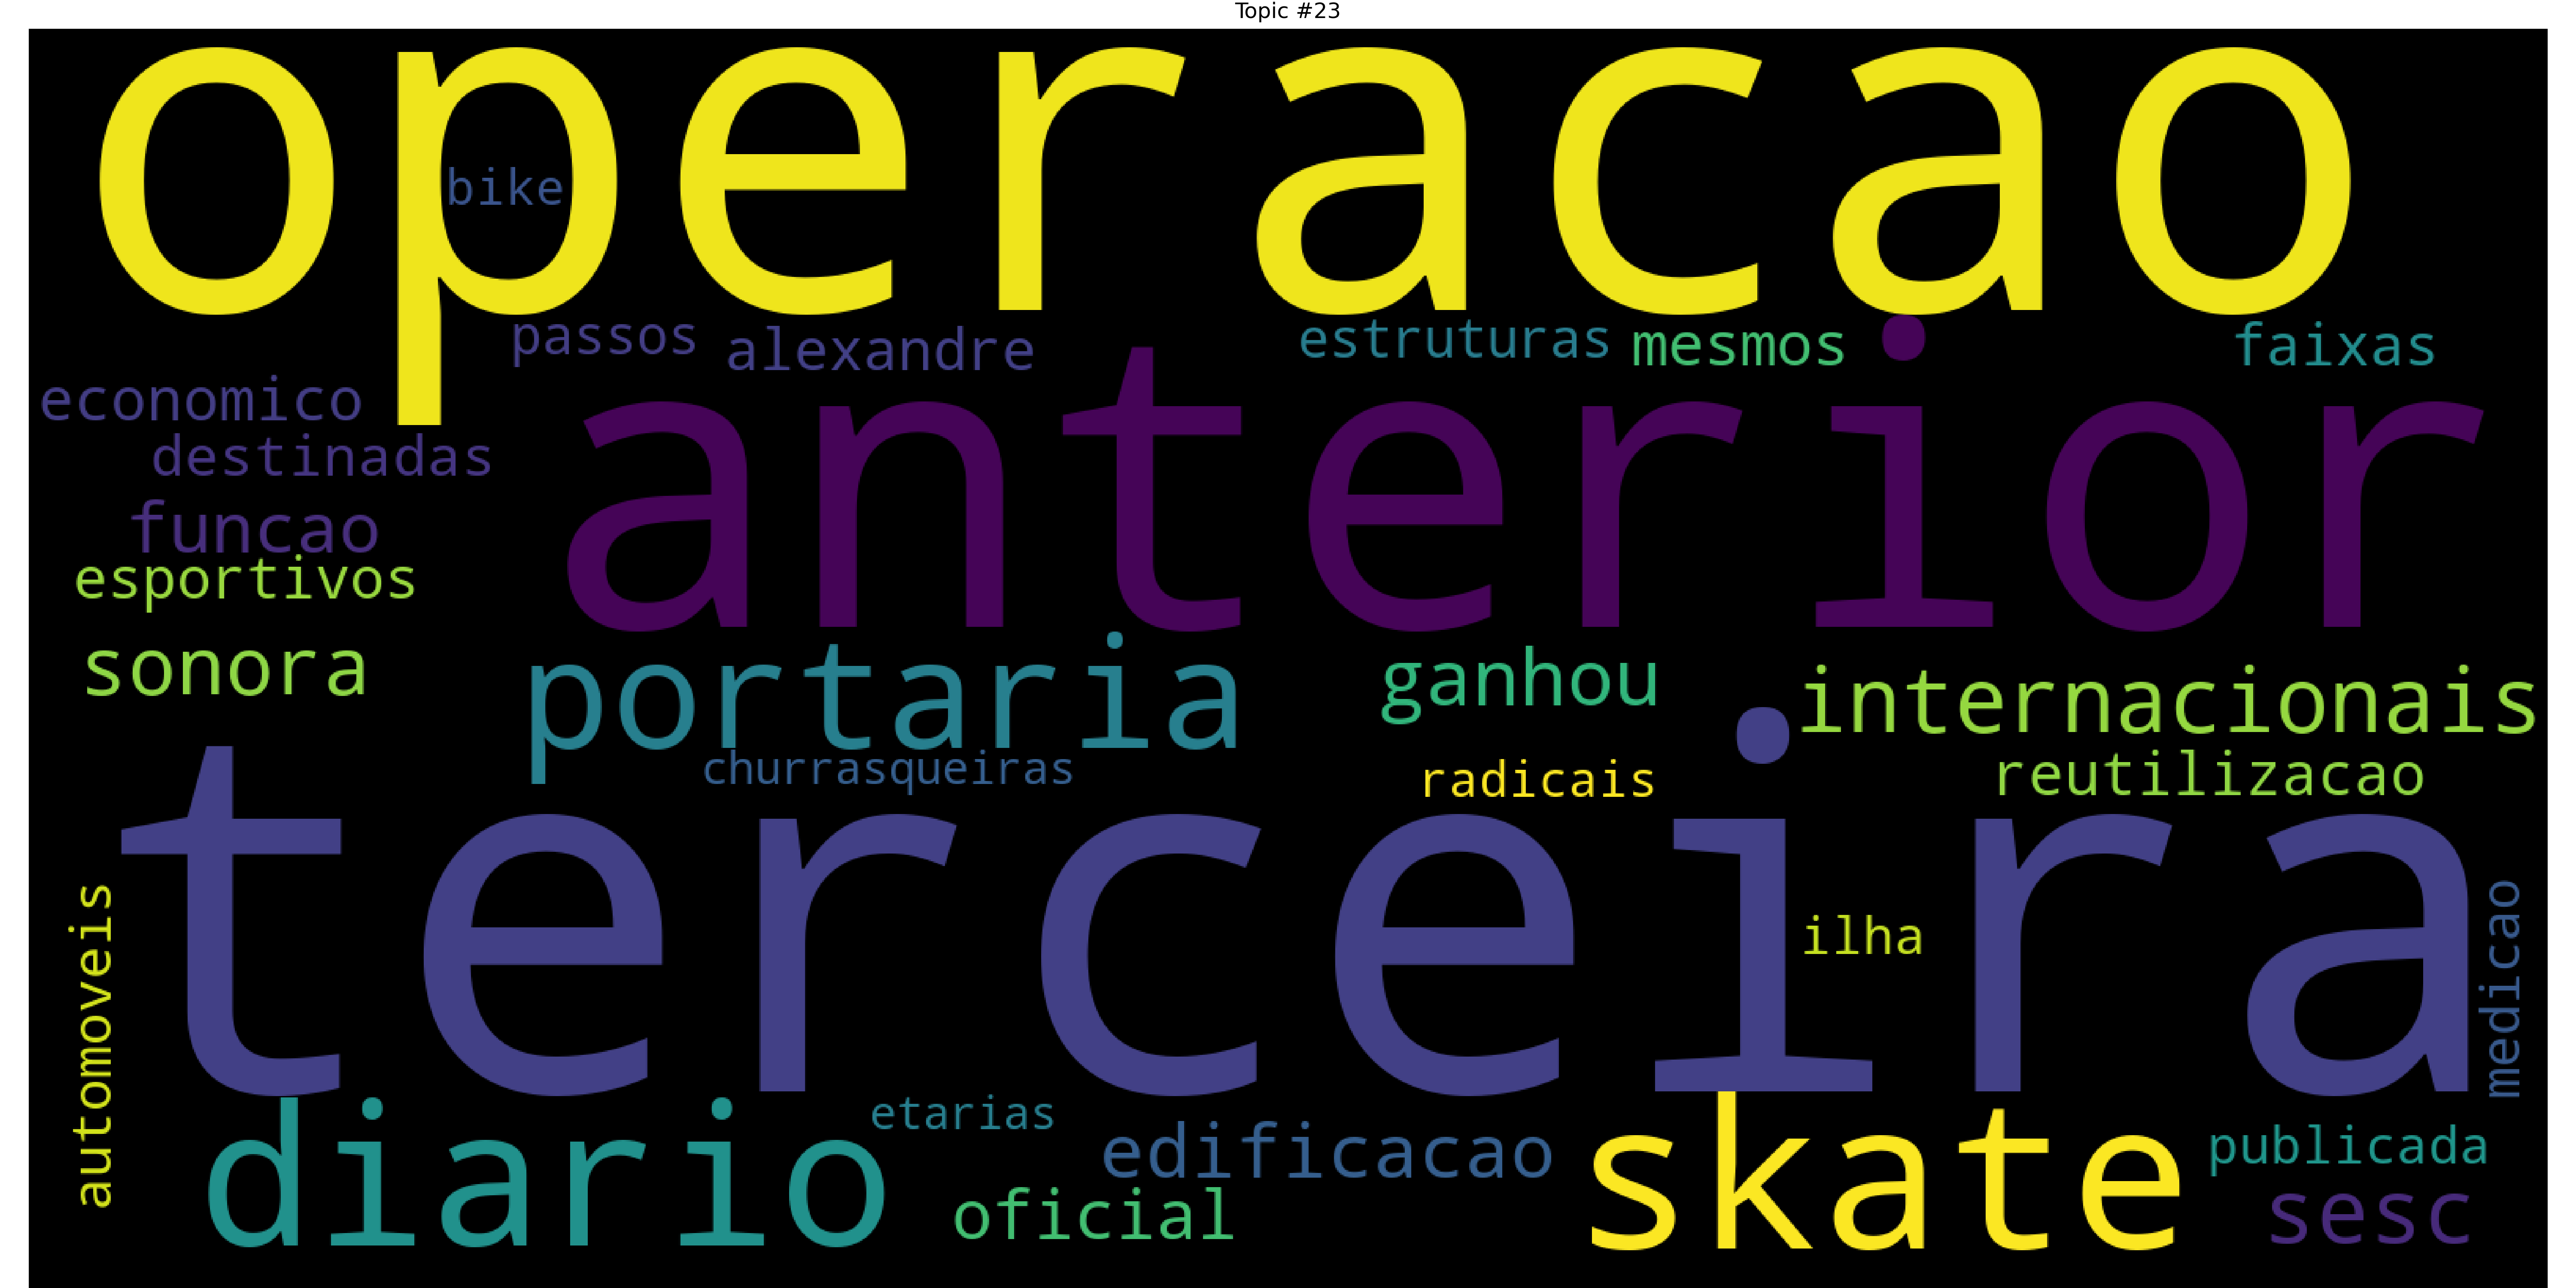 Topic #23
operacao
bike
passos
alexandre
estruturas
mesmos
faixas
economico
anterior
destinadas
funcao
esportivos
sonora
portaria
ganhou
internacionais
churrasqueiras
radicais
reutilizacao
terceira
automoveis
ilha
medicao
diario
etarias
edificacao
skate
publicada
oficial
sesc